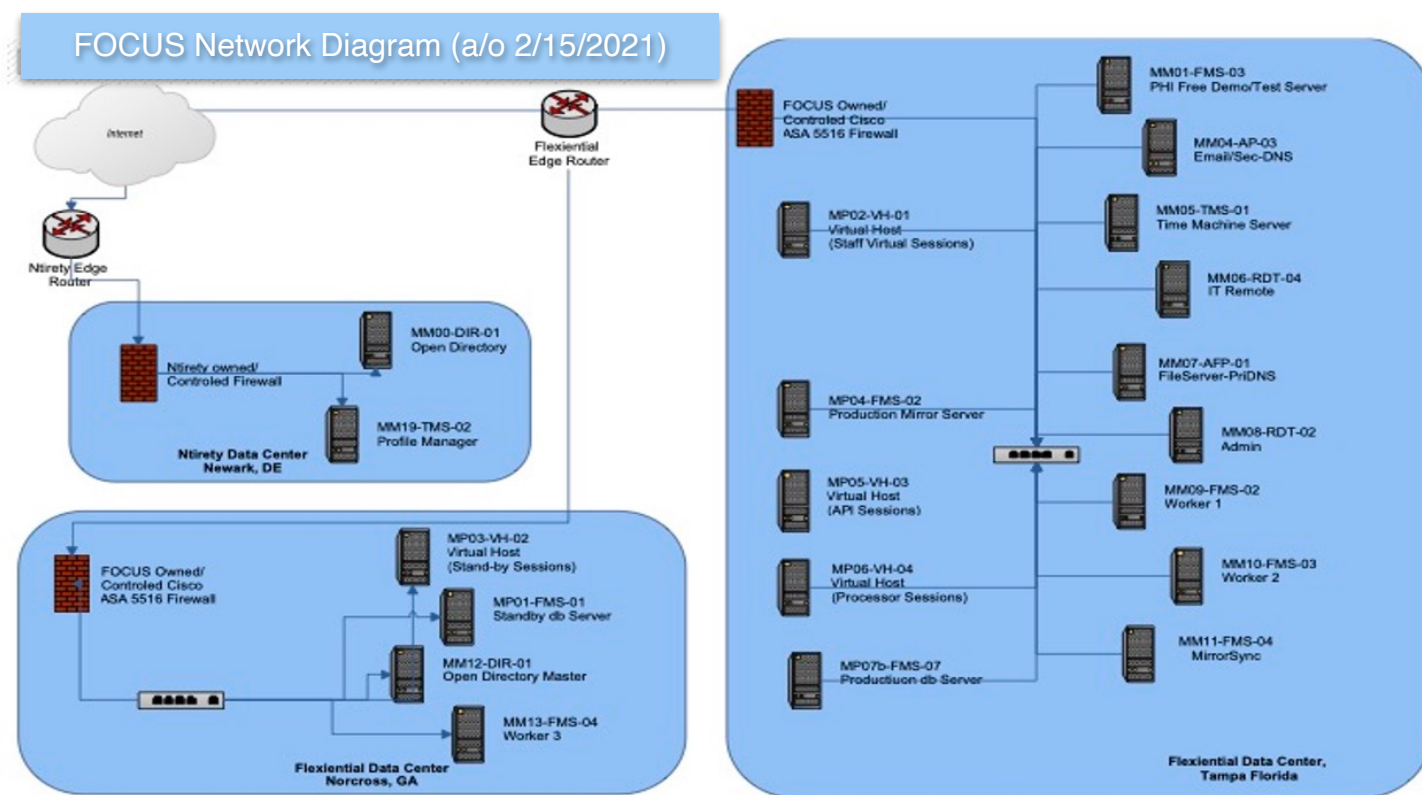 FOCUS Network Diagram (a/o 2/15/2021)
Internet
Flexiential
Edge Router
Ntirety Edge
Router
Ntirety owned/
Controled Firewall
MM00-DIR-01
Open Directory
MM19-TMS-02
Profile Manager
Ntirety Data Center
Newark, DE
FOCUS Owned/
Controled Cisco
ASA 5516 Firewall
MP03-VH-02
Virtual Host
(Stand-by Sessions)
MP01-FMS-01
Standby db Server
MM12-DIR-01
Open Directory Master
MM13-FMS-04
Worker 3
Flexiential Data Center
Norcross, GA
FOCUS Owned/
Controled Cisco
ASA 5516 Firewall
MP02-VH-01
Virtual Host
(Staff Virtual Sessions)
MP04-FMS-02
Production Mirror Server
MP05-VH-03
Virtual Host
(API Sessions)
MP06-VH-04
Virtual Host
(Processor Sessions)
MP07b-FMS-07
Productiuon db Server
MM01-FMS-03
PHI Free Demo/Test Server
MM04-AP-03
Email/Sec-DNS
MM05-TMS-01
Time Machine Server
MM06-RDT-04
IT Remote
MM07-AFP-01
FileServer-PriDNS
MM08-RDT-02
Admin
MM09-FMS-02
Worker 1
MM10-FMS-03
Worker 2
MM11-FMS-04
MirrorSync
Flexiential Data Center,
Tampa Florida